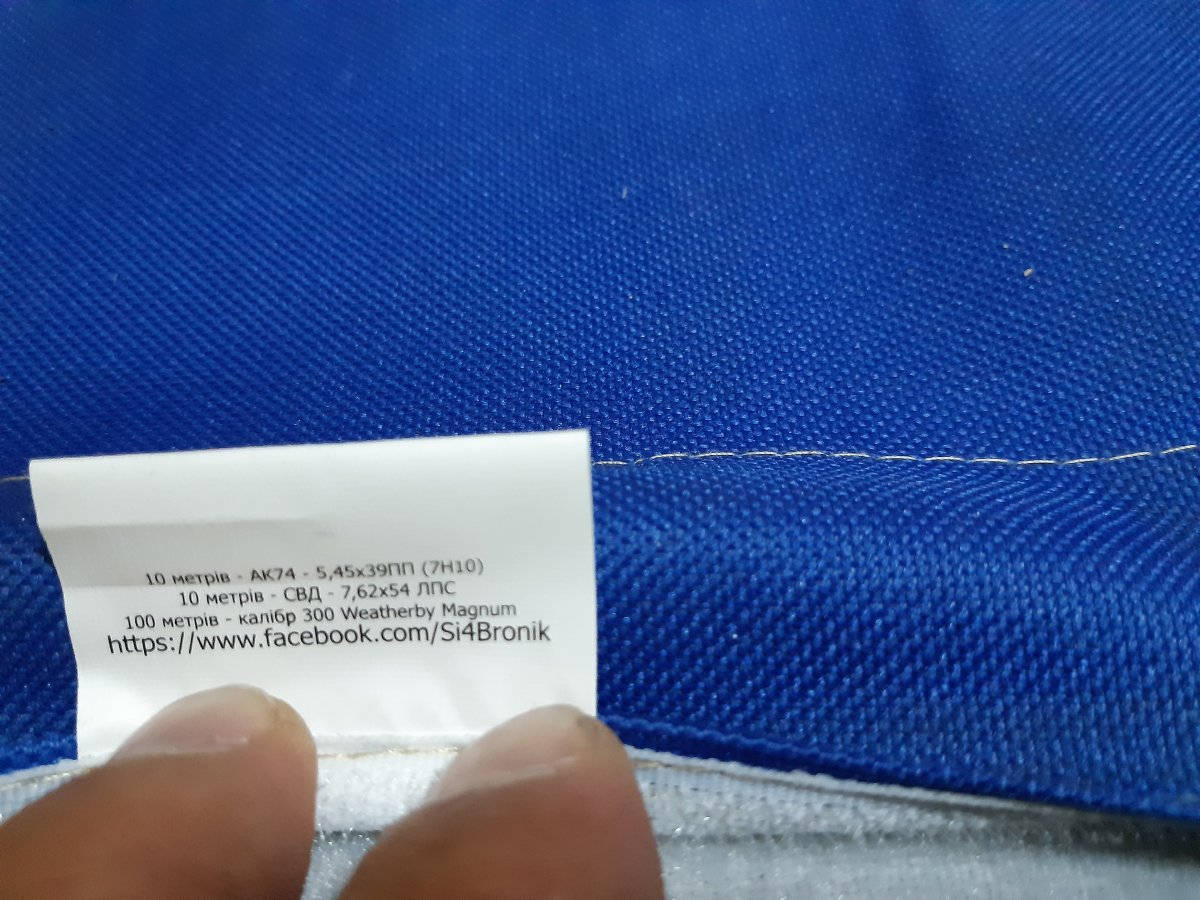 10 метрів - АК74 - 5,45х39ПП (7Н10)
10 метрів - СВД - 7,62х54 ЛПС
100 метрів - калібр 300 Weatherby Magnum
https://www.facebook.com/Si4Bronik